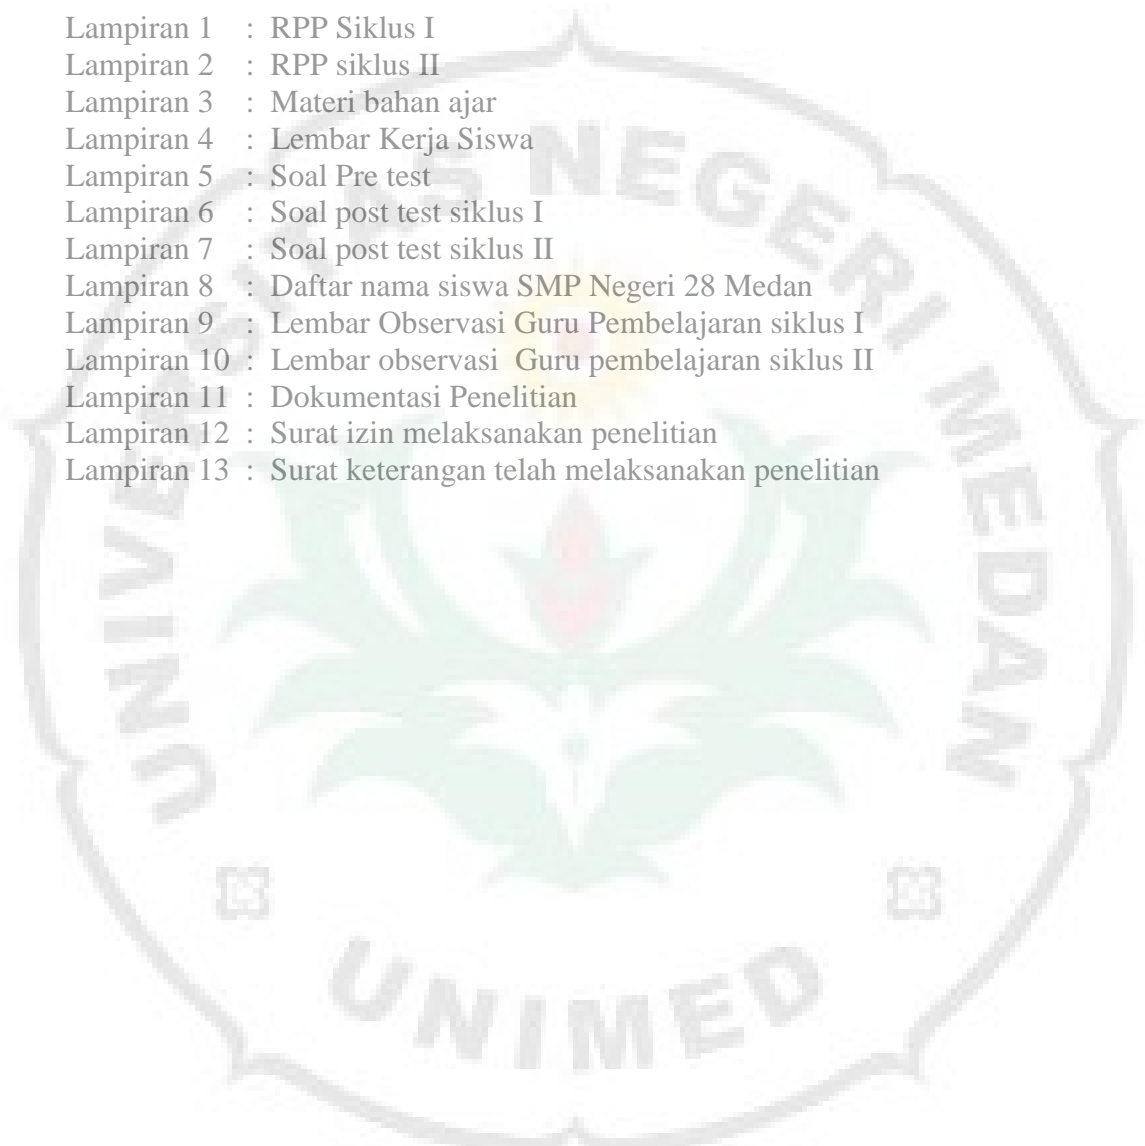 Lampiran 1 : RPP Siklus I
Lampiran 2 : RPP siklus II
Lampiran 3 : Materi bahan ajar
Lampiran 4 : Lembar Kerja Siswa
Lampiran 5 : Soal Pre test
Lampiran 6 : Soal post test siklus I
Lampiran 7 : Soal post test siklus II
Lampiran 8 : Daftar nama siswa SMP Negeri 28 Medan
Lampiran 9 : Lembar Observasi Guru Pembelajaran siklus I
Lampiran 10 : Lembar observasi Guru pembelajaran siklus II
Lampiran 11 : Dokumentasi Penelitian
Lampiran 12 : Surat izin melaksanakan penelitian
Lampiran 13 : Surat keterangan telah melaksanakan penelitian
UNIVERSITAS NEGERI MEDAN
UNIMED